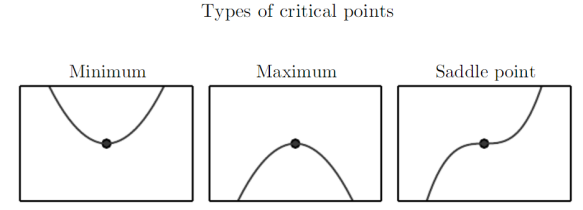 Types of critical points
Minimum
Maximum
Saddle point